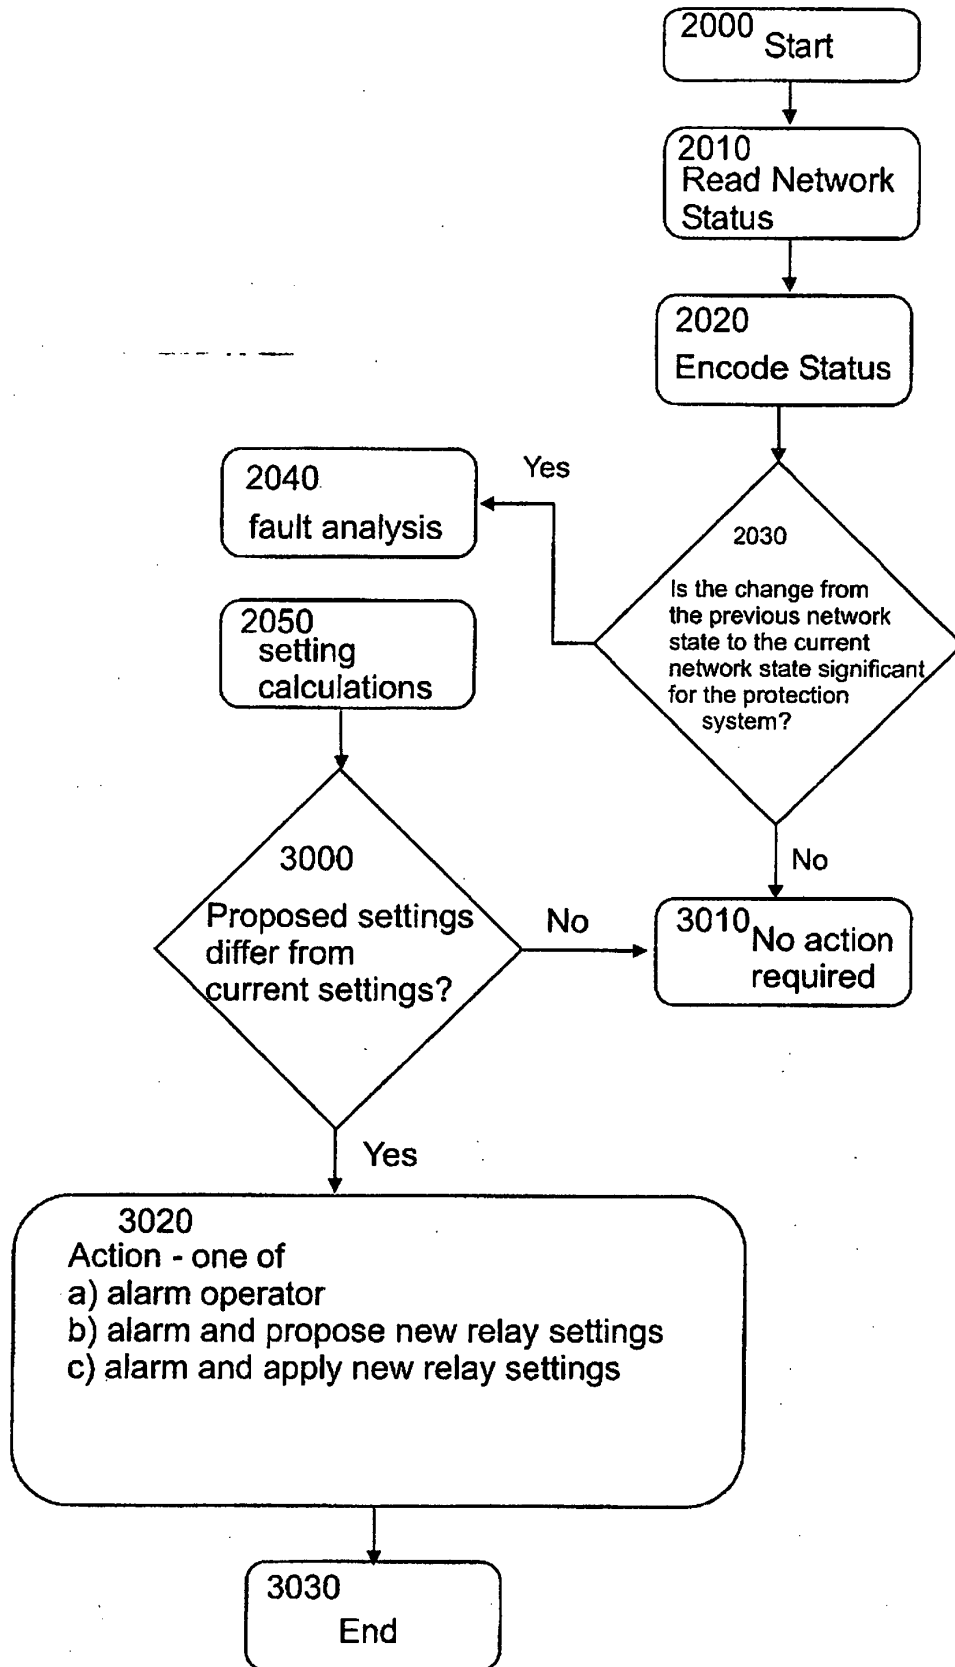 2000
Start
2010
Read Network
Status
2020
Encode Status
Yes
2040
fault analysis
2030
Is the change from
the previous network
state to the current
network state significant
for the protection
system?
2050
setting
calculations
No
3000
Proposed settings
differ from
current settings?
No
3010
No action
required
Yes
3020
Action - one of
a) alarm operator
b) alarm and propose new relay settings
c) alarm and apply new relay settings
3030
End